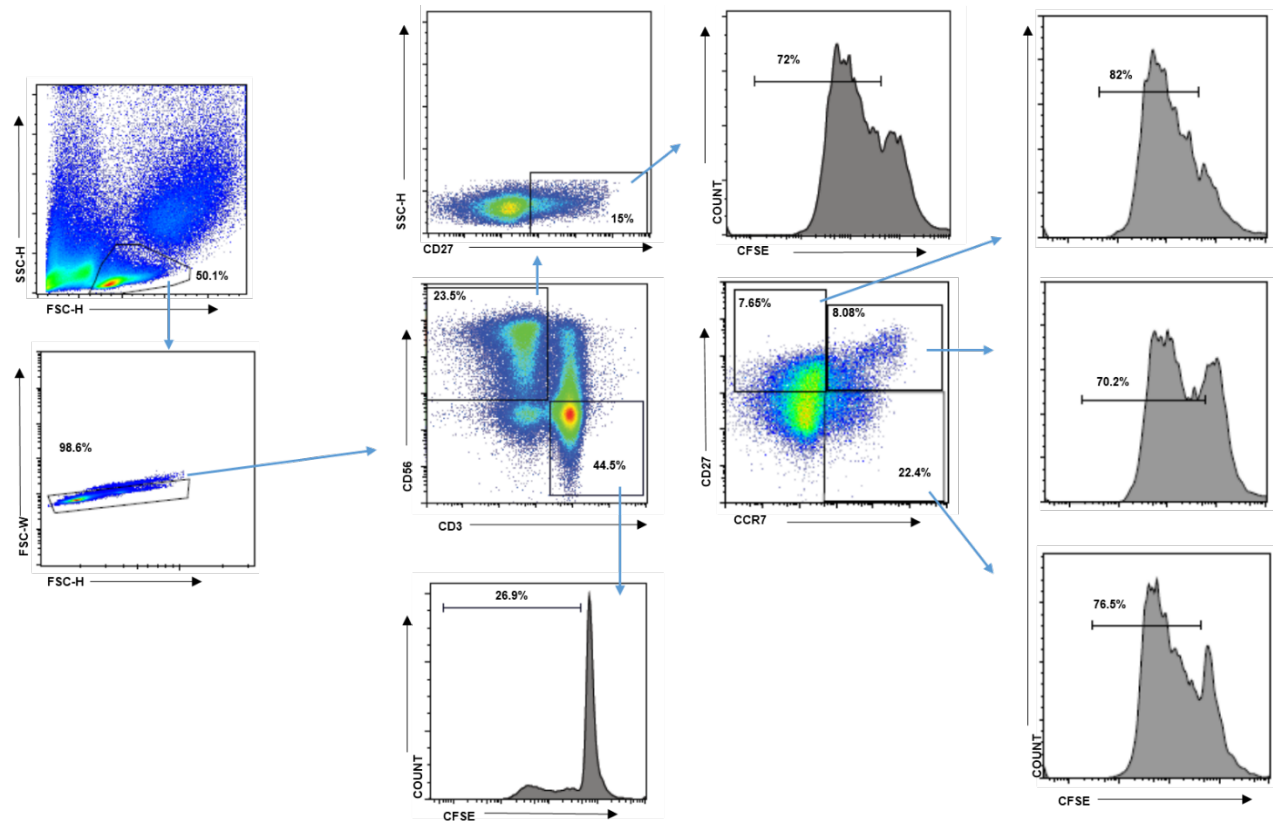 SSC-H
50.1%
FSC-H
FSC-W
98.6%
FSC-H
SSC-H
15%
CD27
COUNT
72%
CFSE
82%
CD56
23.5%
44.5%
CD3
CD27
7.65%
8.08%
22.4%
CCR7
70.2%
COUNT
26.9%
CFSE
COUNT
76.5%
CFSE